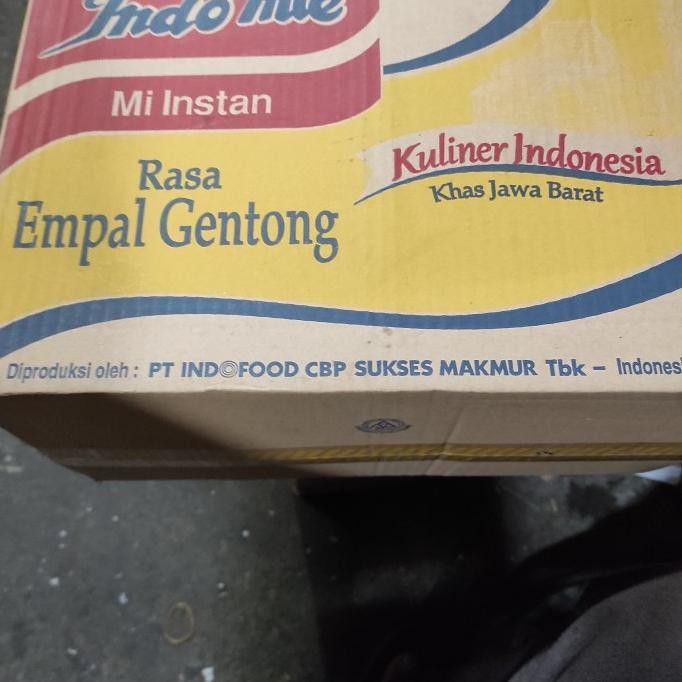 Indomie
Mi Instan
Rasa
Empal Gentong
Kuliner Indonesia
Khas Jawa Barat
Diproduksi oleh : PT INDOFOOD CBP SUKSES MAKMUR Tbk – Indones